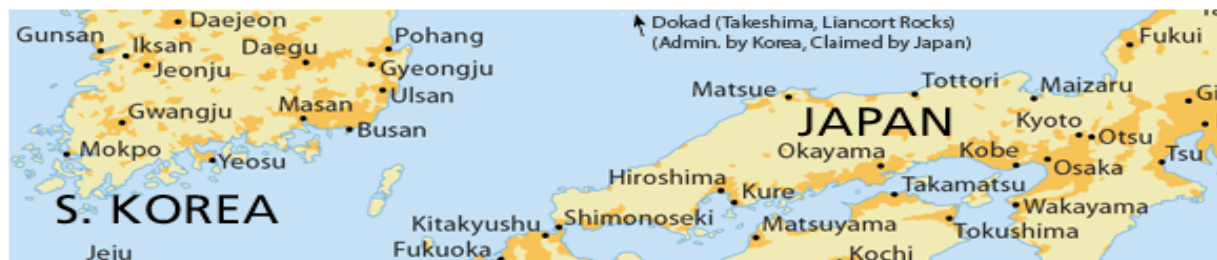 Daejeon
Dokad (Takeshima, Liancort Rocks)
(Admin. by Korea, Claimed by Japan)
Gunsan
Iksan
Daegu
Pohang
Fukui
Jeonju
Gyeongju
Matsue
Tottori
Maizaru
Gi
Ulsan
Masan
Gwangju
JAPAN
Kyoto
Otsu
Busan
Mokpo
Yeosu
Okayama
Kobe
Osaka
Tsu
Hiroshima
Kure
Takamatsu
S. KOREA
Kitakyushu
Shimonoseki
Matsuyama
Wakayama
Tokushima
Jeju
Fukuoka
Kochi